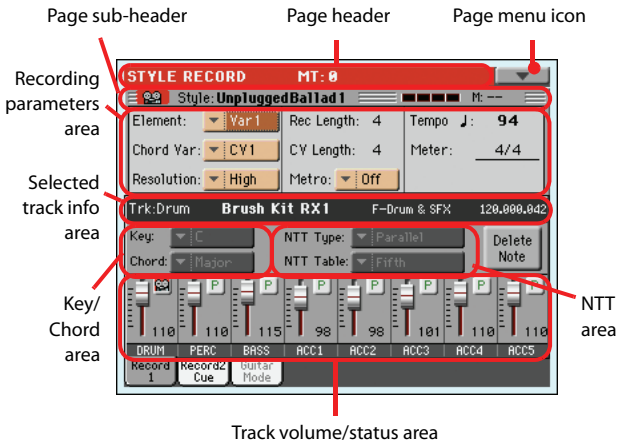 Page sub-header
Page header
Page menu icon
STYLE RECORD MT: 0
Style: UnpluggedBallad1 M: --
Recording parameters area
Element: Var1 Rec Length: 4 Tempo ♩: 94
Chord Var: CV1 CV Length: 4 Meter: 4/4
Resolution: High Metro: Off
Selected track info area
Trk:Drum Brush Kit RX1 F-Drum & SFX 120.000.042
Key: C NTT Type: Parallel Delete Note
Chord: Major NTT Table: Fifth
Key/ Chord area
NTT area
P P P P P P P
110 110 115 98 98 101 110 110
DRUM PERC BASS ACC1 ACC2 ACC3 ACC4 ACC5
Record 1
Record2 Cue
Guitar Mode
Track volume/status area